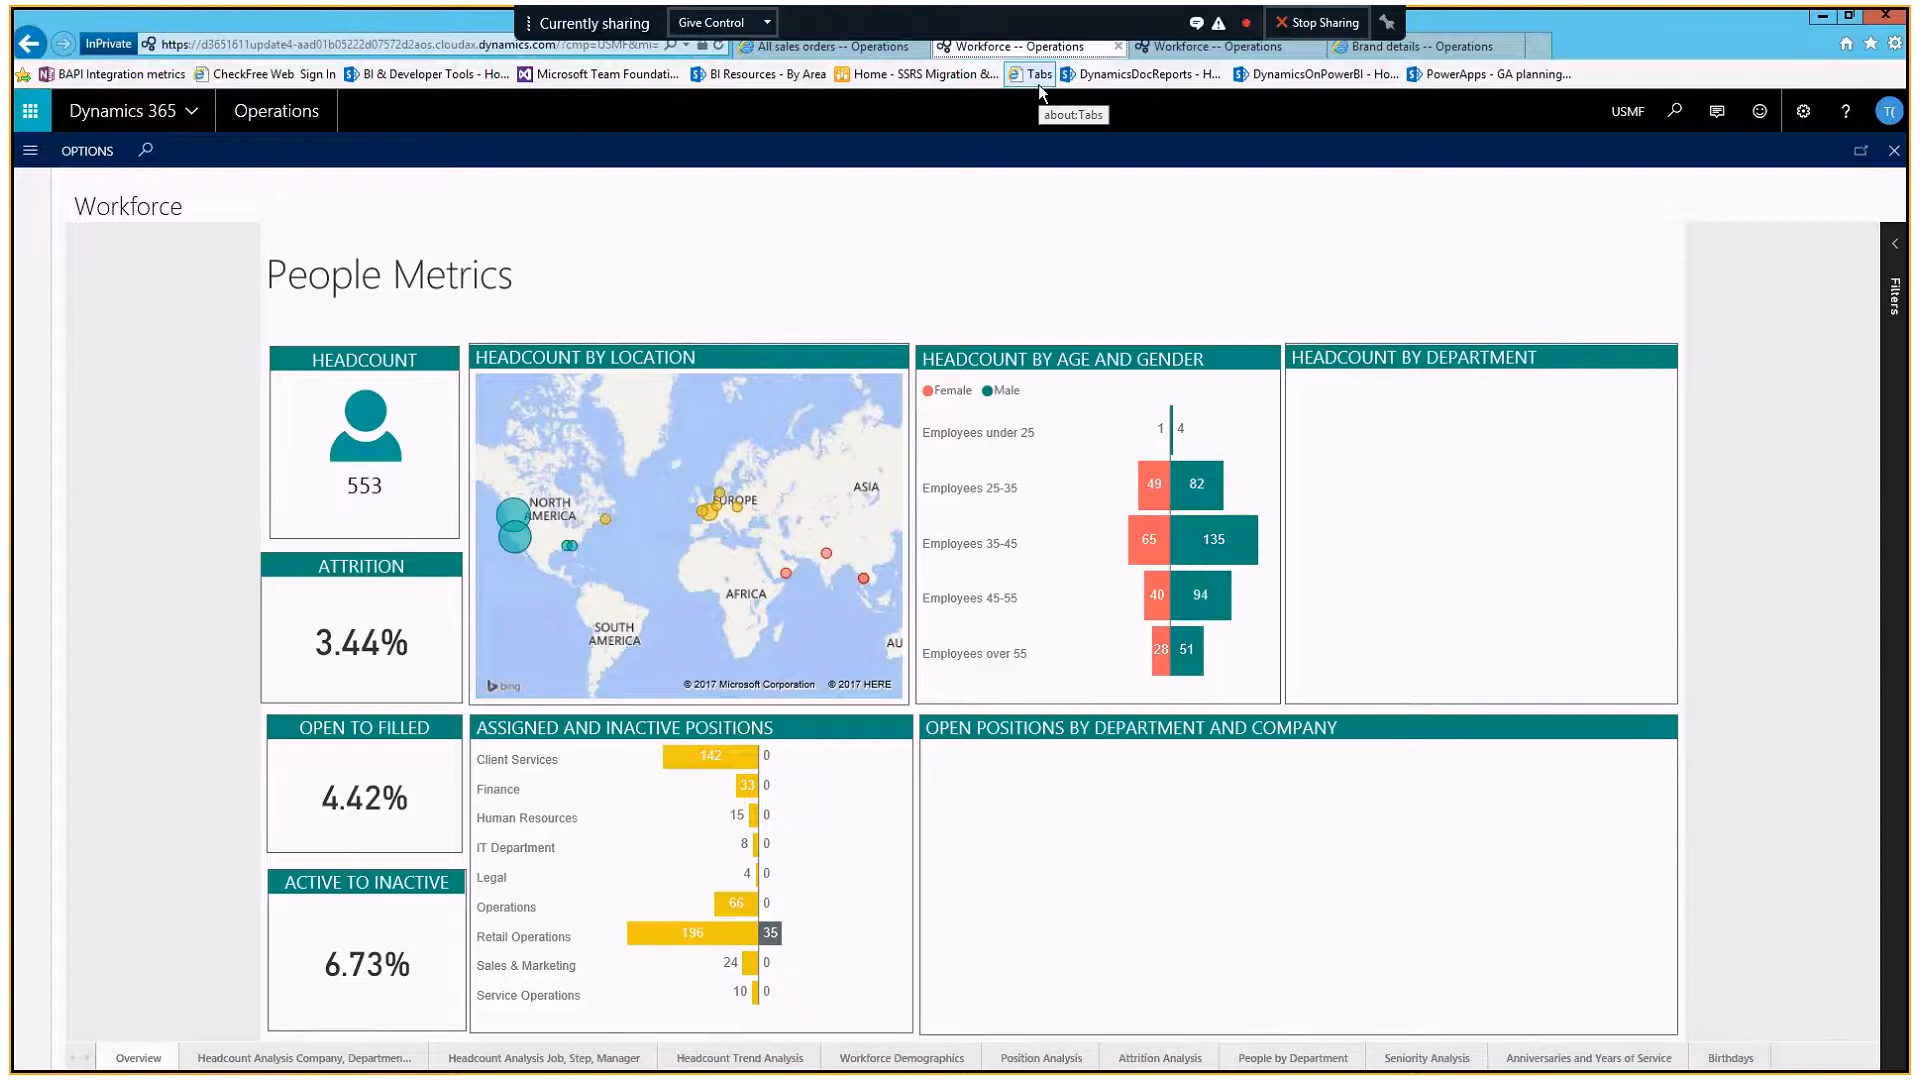 Currently sharing Give Control Stop Sharing
InPrivate https://d3651611update4-aad01b05222d07572d2aos.cloudax.dynamics.com/?cmp=USMF&mi= All sales orders -- Operations Workforce -- Operations Workforce -- Operations Brand details -- Operations
BAPI Integration metrics CheckFree Web Sign In BI & Developer Tools - Ho... Microsoft Team Foundati... BI Resources - By Area Home - SSRS Migration &... Tabs DynamicsDocReports - H... DynamicsOnPowerBI - Ho... PowerApps - GA planning...
about:Tabs
Dynamics 365 Operations USMF ? T(
OPTIONS
Workforce
Filters
People Metrics
HEADCOUNT
553
ATTRITION
3.44%
OPEN TO FILLED
4.42%
ACTIVE TO INACTIVE
6.73%
HEADCOUNT BY LOCATION
NORTH AMERICA
EUROPE
ASIA
AFRICA
SOUTH AMERICA
AU
bing © 2017 Microsoft Corporation © 2017 HERE
HEADCOUNT BY AGE AND GENDER
Female Male
Employees under 25 1 4
Employees 25-35 49 82
Employees 35-45 65 135
Employees 45-55 40 94
Employees over 55 28 51
HEADCOUNT BY DEPARTMENT
ASSIGNED AND INACTIVE POSITIONS
Client Services 142 0
Finance 33 0
Human Resources 15 0
IT Department 8 0
Legal 4 0
Operations 66 0
Retail Operations 196 35
Sales & Marketing 24 0
Service Operations 10 0
OPEN POSITIONS BY DEPARTMENT AND COMPANY
Overview Headcount Analysis Company, Departmen... Headcount Analysis Job, Step, Manager Headcount Trend Analysis Workforce Demographics Position Analysis Attrition Analysis People by Department Seniority Analysis Anniversaries and Years of Service Birthdays